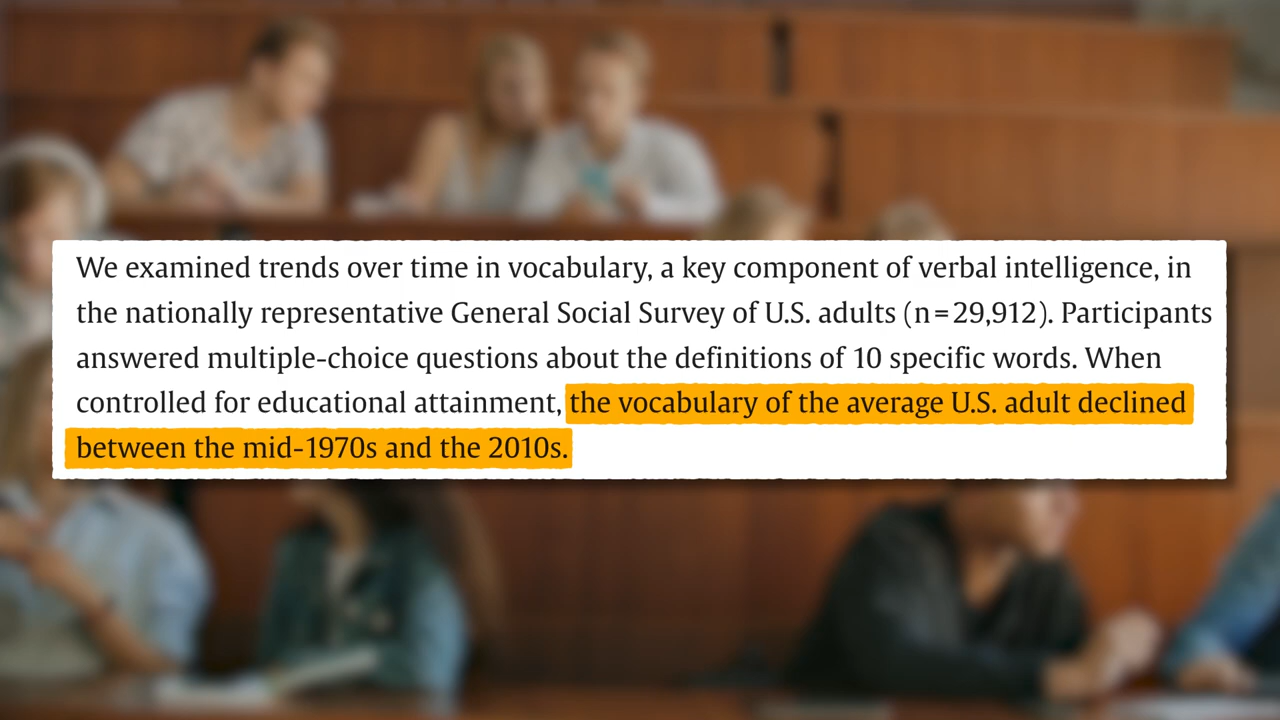 We examined trends over time in vocabulary, a key component of verbal intelligence, in
the nationally representative General Social Survey of U.S. adults (n=29,912). Participants
answered multiple-choice questions about the definitions of 10 specific words. When
controlled for educational attainment, the vocabulary of the average U.S. adult declined
between the mid-1970s and the 2010s.